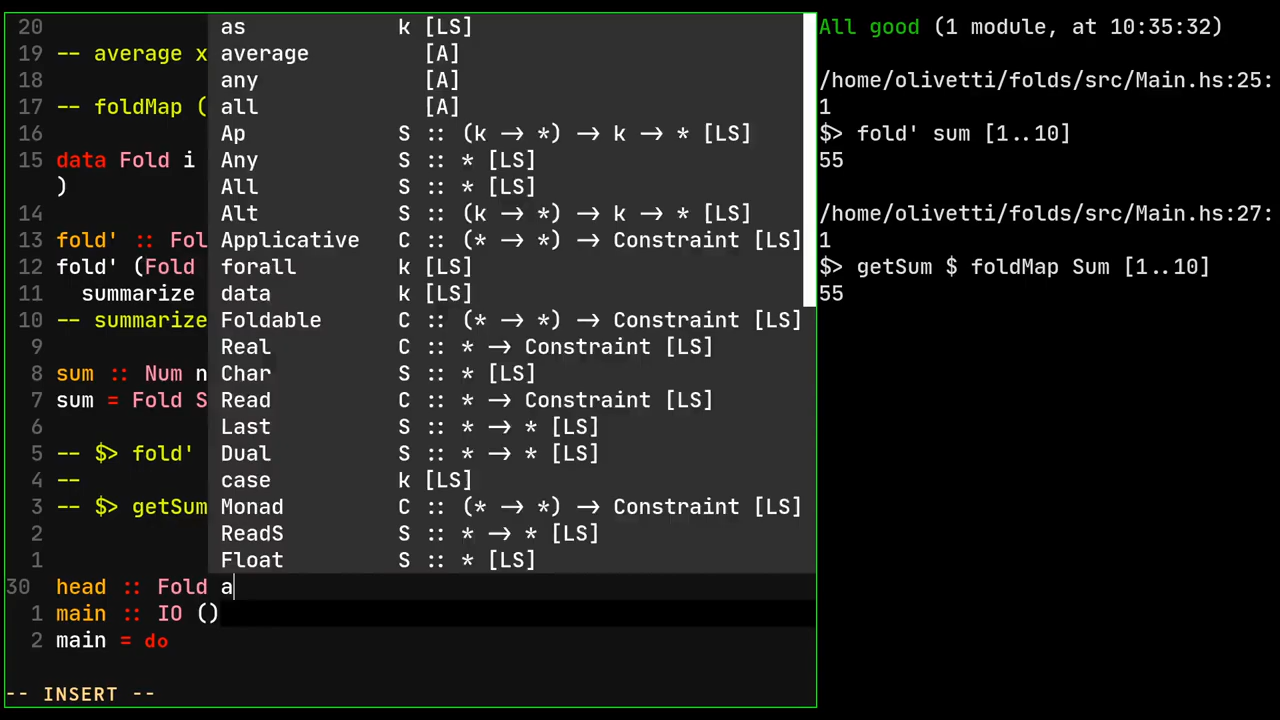 20 as k [LS]
19 -- average x average [A]
18 any [A]
17 -- foldMap ( all [A]
16 Ap S :: (k -> *) -> k -> * [LS]
15 data Fold i Any S :: * [LS]
) All S :: * [LS]
14 Alt S :: (k -> *) -> k -> * [LS]
13 fold' :: Fol Applicative C :: (* -> *) -> Constraint [LS]
12 fold' (Fold forall k [LS]
11 summarize data k [LS]
10 -- summarize Foldable C :: (* -> *) -> Constraint [LS]
9 Real C :: * -> Constraint [LS]
8 sum :: Num n Char S :: * [LS]
7 sum = Fold S Read C :: * -> Constraint [LS]
6 Last S :: * -> * [LS]
5 -- $> fold' Dual S :: * -> * [LS]
4 -- case k [LS]
3 -- $> getSum Monad C :: (* -> *) -> Constraint [LS]
2 ReadS S :: * -> * [LS]
1 Float S :: * [LS]
30 head :: Fold a
1 main :: IO ()
2 main = do
-- INSERT --
All good (1 module, at 10:35:32)
/home/olivetti/folds/src/Main.hs:25:
1
$> fold' sum [1..10]
55
/home/olivetti/folds/src/Main.hs:27:
1
$> getSum $ foldMap Sum [1..10]
55